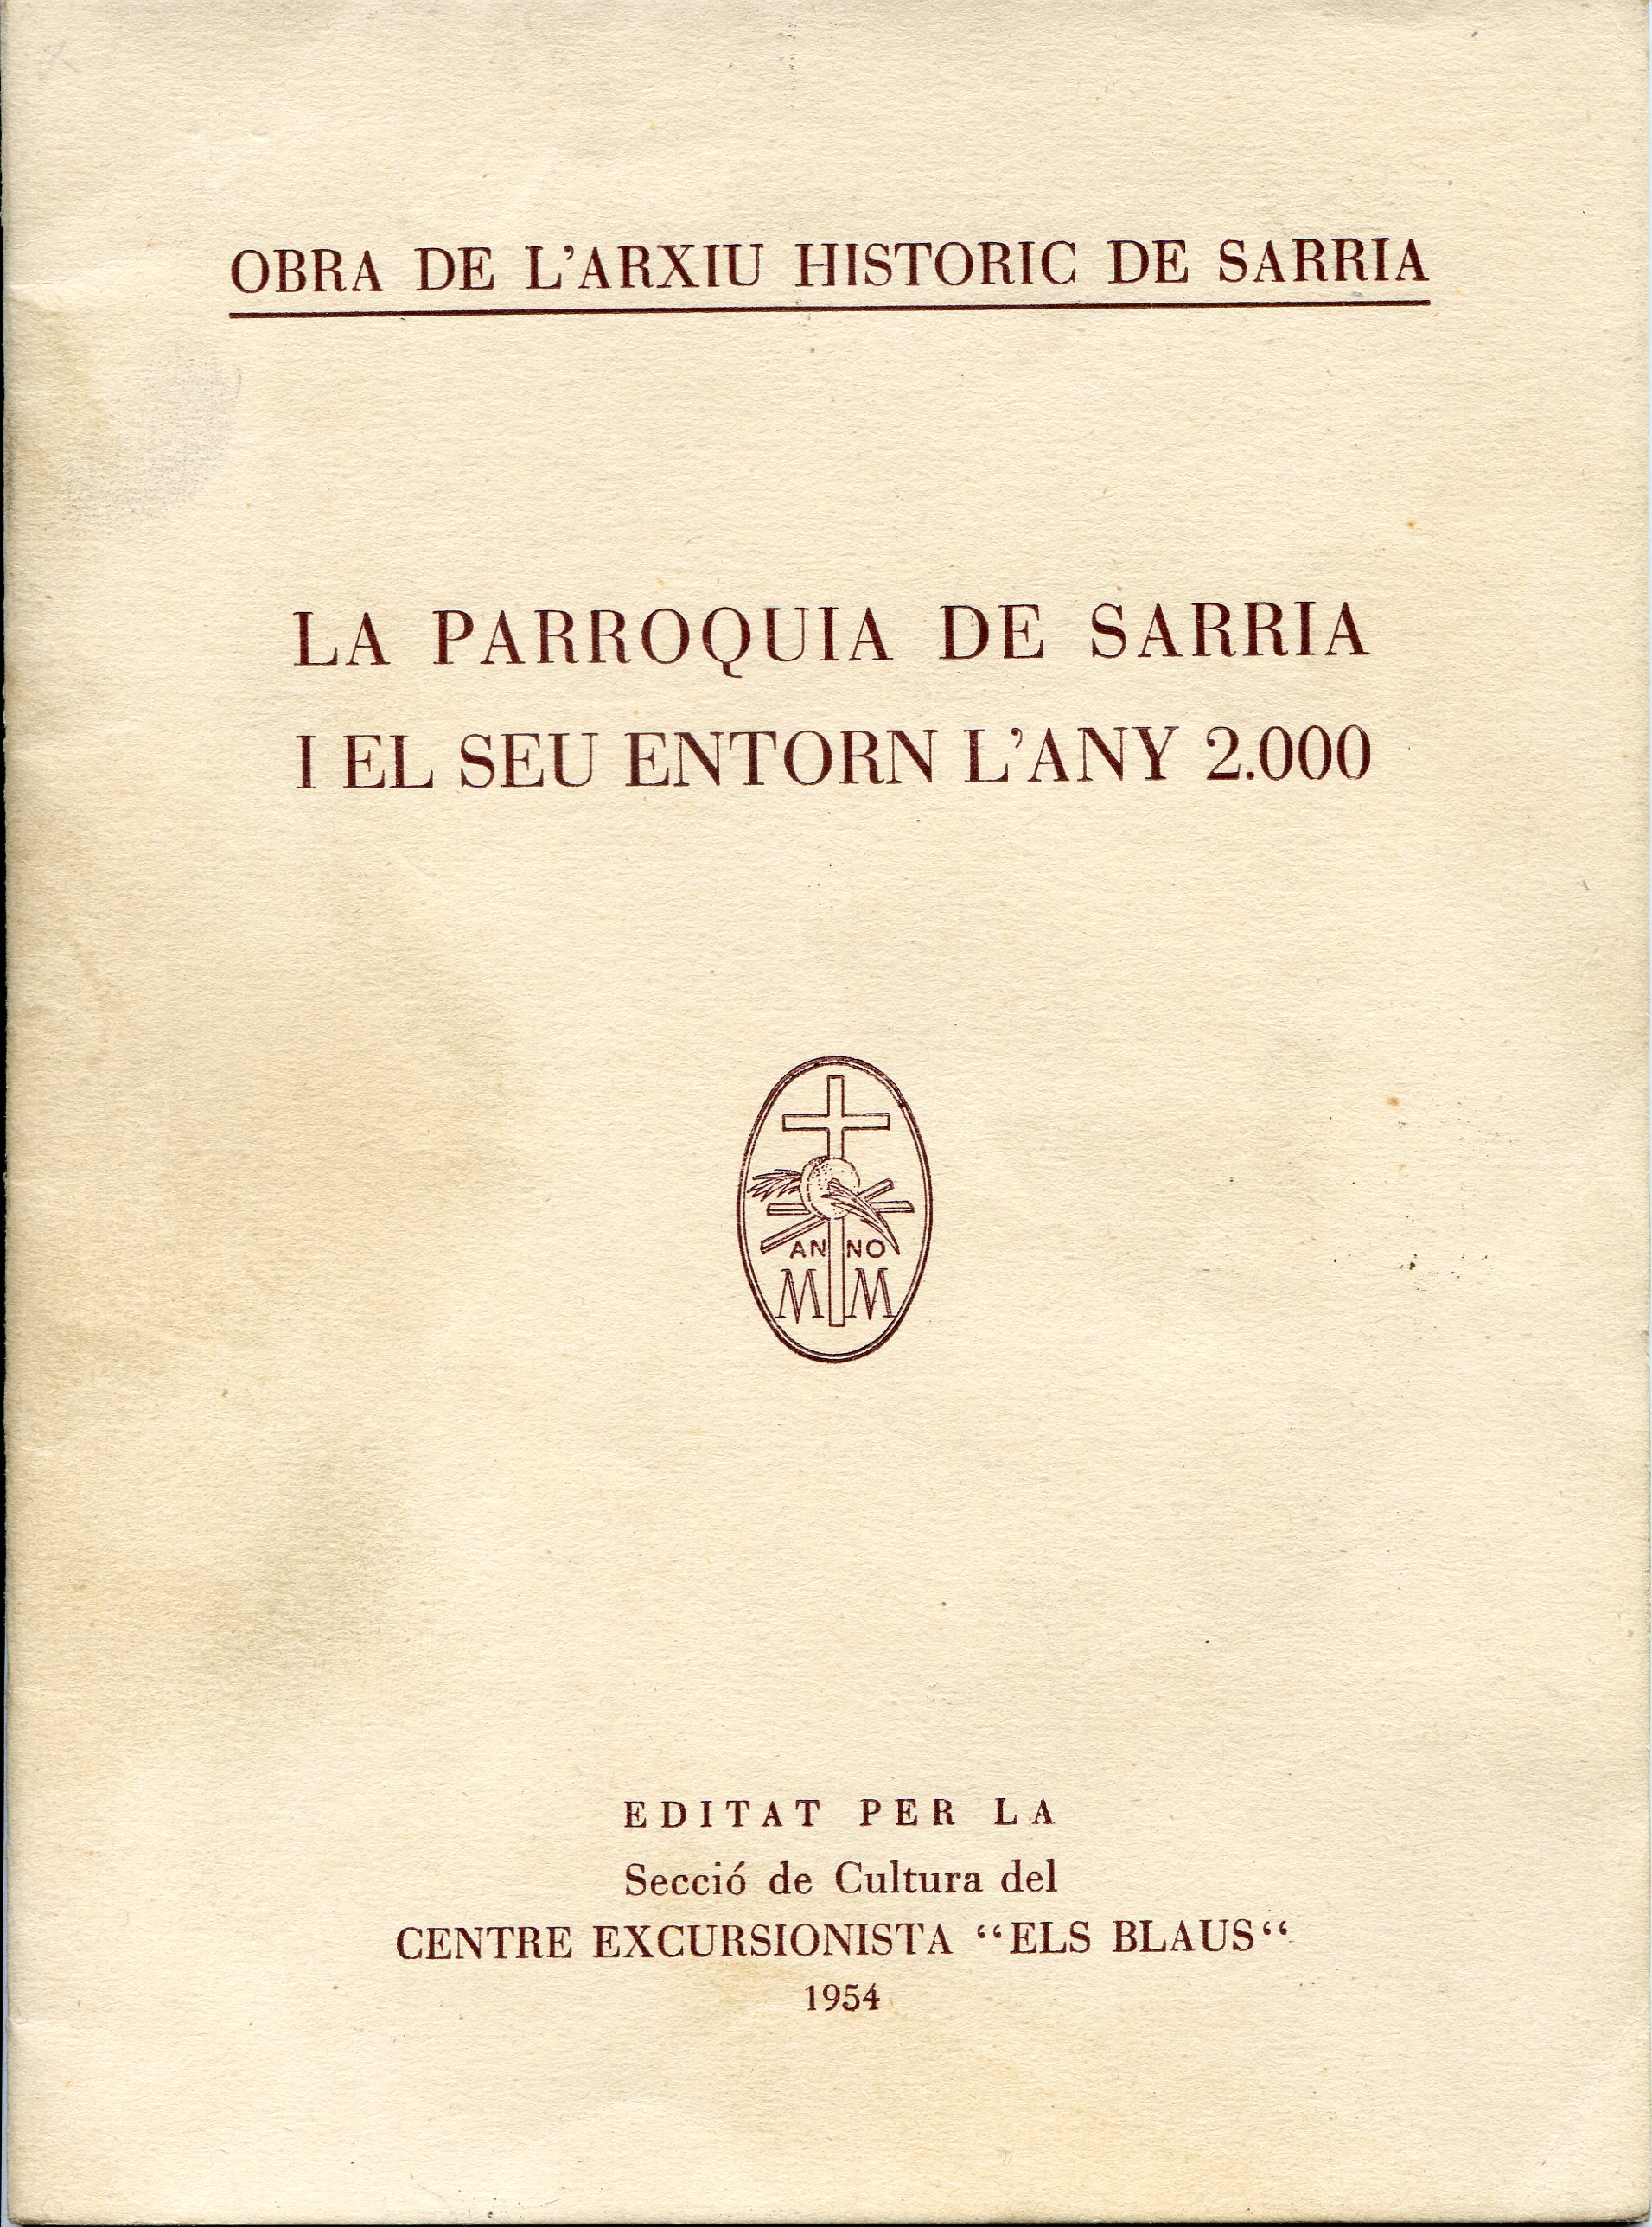 OBRA DE L'ARXIU HISTORIC DE SARRIA
LA PARROQUIA DE SARRIA
I EL SEU ENTORN L'ANY 2.000
ANNO
MM
EDITAT PER LA
Secció de Cultura del
CENTRE EXCURSIONISTA “ELS BLAUS“
1954